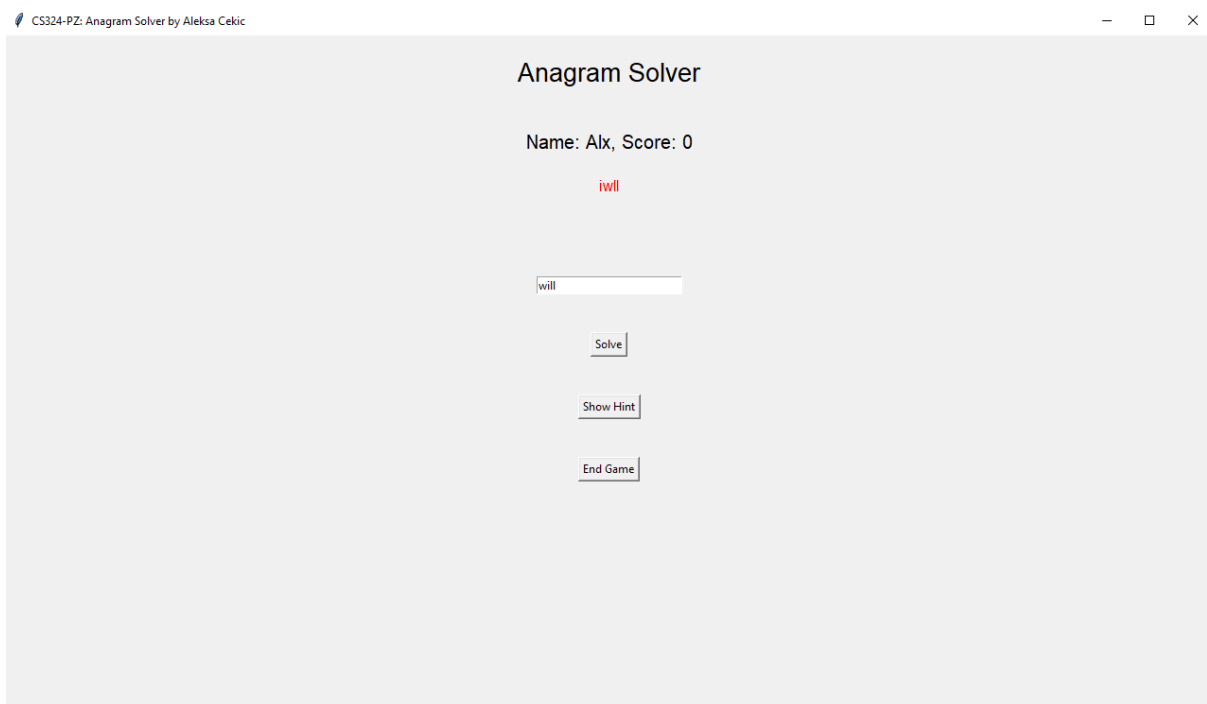 CS324-PZ: Anagram Solver by Aleksa Cekic
Anagram Solver
Name: Alx, Score: 0
iwll
will
Solve
Show Hint
End Game